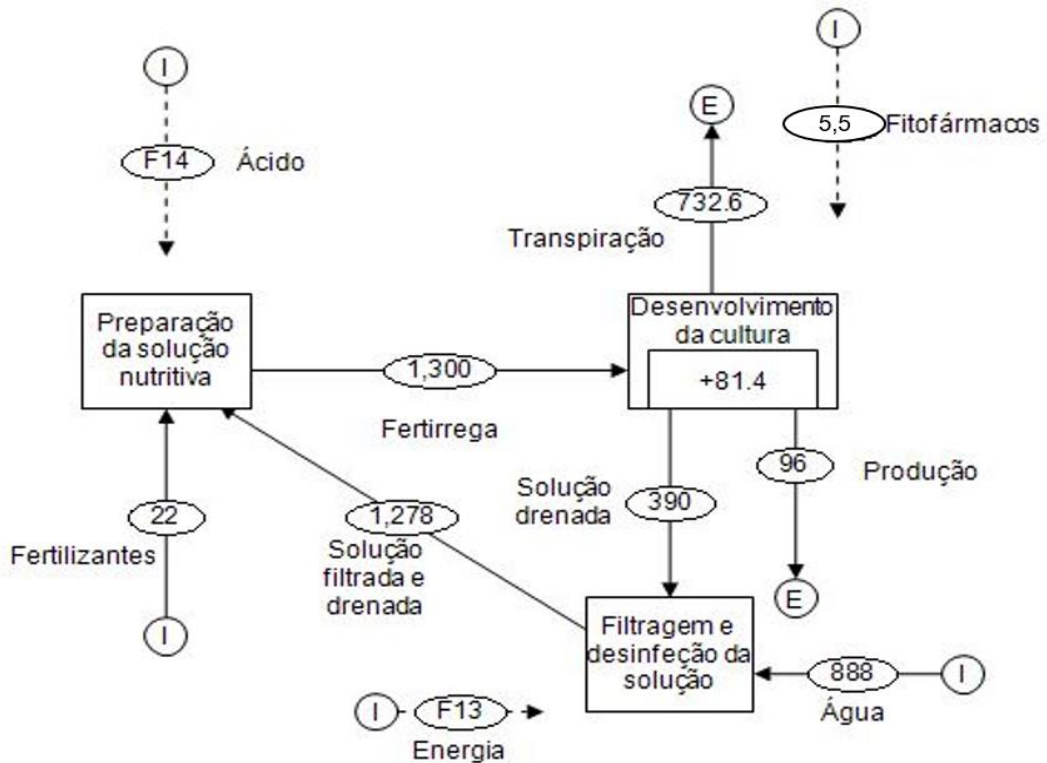 I
I
5,5
Fitofármacos
E
F14
Ácido
732.6
Transpiração
Preparação
da solução
nutritiva
Desenvolvimento
da cultura
+81.4
1,300
Fertirrega
96
Produção
Solução
drenada
390
22
Fertilizantes
1,278
Solução
filtrada e
drenada
E
I
Filtragem e
desinfeção da
solução
888
I
Água
I
F13
Energia